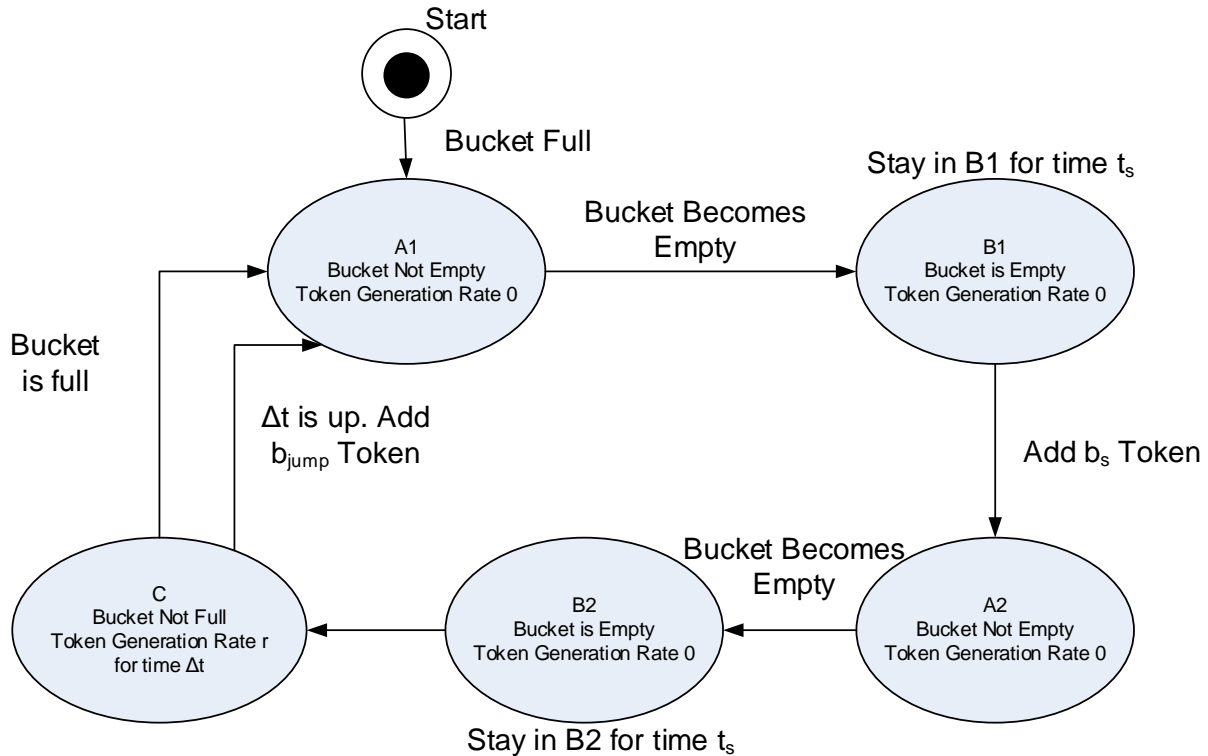 Start
Bucket Full
Stay in B1 for time tₛ
Bucket Becomes
Empty
A1
Bucket Not Empty
Token Generation Rate 0
B1
Bucket is Empty
Token Generation Rate 0
Bucket
is full
Δt is up. Add
b_jump Token
Add bₛ Token
Bucket Becomes
Empty
C
Bucket Not Full
Token Generation Rate r
for time Δt
B2
Bucket is Empty
Token Generation Rate 0
A2
Bucket Not Empty
Token Generation Rate 0
Stay in B2 for time tₛ